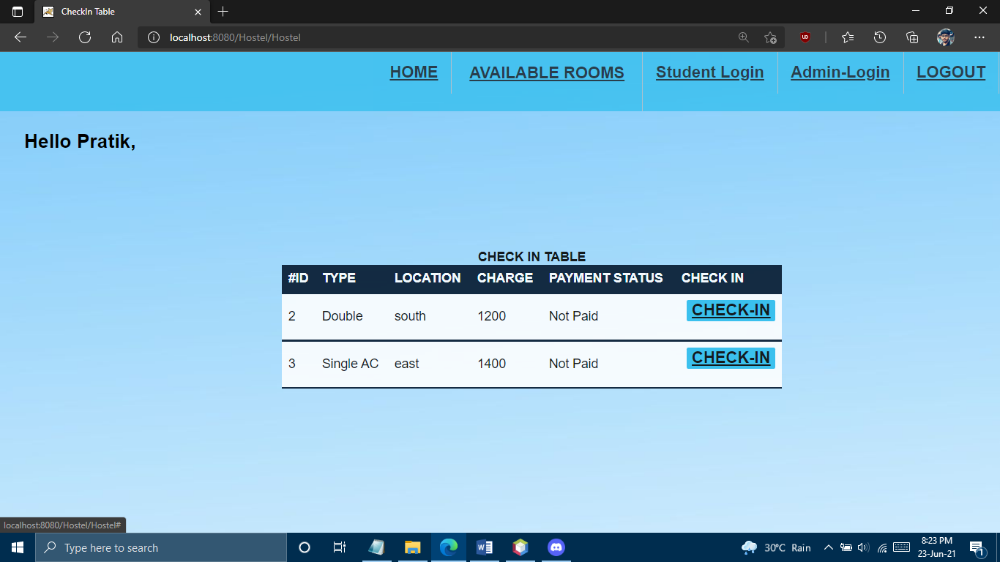 CheckIn Table
localhost:8080/Hostel/Hostel
UD
HOME AVAILABLE ROOMS Student Login Admin-Login LOGOUT
Hello Pratik,
CHECK IN TABLE
#ID TYPE LOCATION CHARGE PAYMENT STATUS CHECK IN
2 Double south 1200 Not Paid CHECK-IN
3 Single AC east 1400 Not Paid CHECK-IN
localhost:8080/Hostel/Hostel#
Type here to search
30°C Rain
8:23 PM
23-Jun-21
1